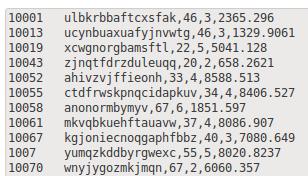 10001 ulbkrbbaftcxsfak,46,3,2365.296
10013 ucynbuaxuafyjnvwtg,46,3,1329.9061
10019 xcwgnorgbamsftl,22,5,5041.128
10043 zjnqtfdrzduleuqq,20,2,658.2621
10052 ahivzvjffieonh,33,4,8588.513
10055 ctdfrwskpnqcidapkuv,34,4,8406.527
10058 anonormbymyv,67,6,1851.597
10061 mkvqbkuehftauavw,37,4,8086.907
10067 kgjoniecnoqgaphfbbz,40,3,7080.649
1007 yumqzkddbyrgwexc,55,5,8020.8237
10070 wnyjygozmkjmqn,67,2,6060.357